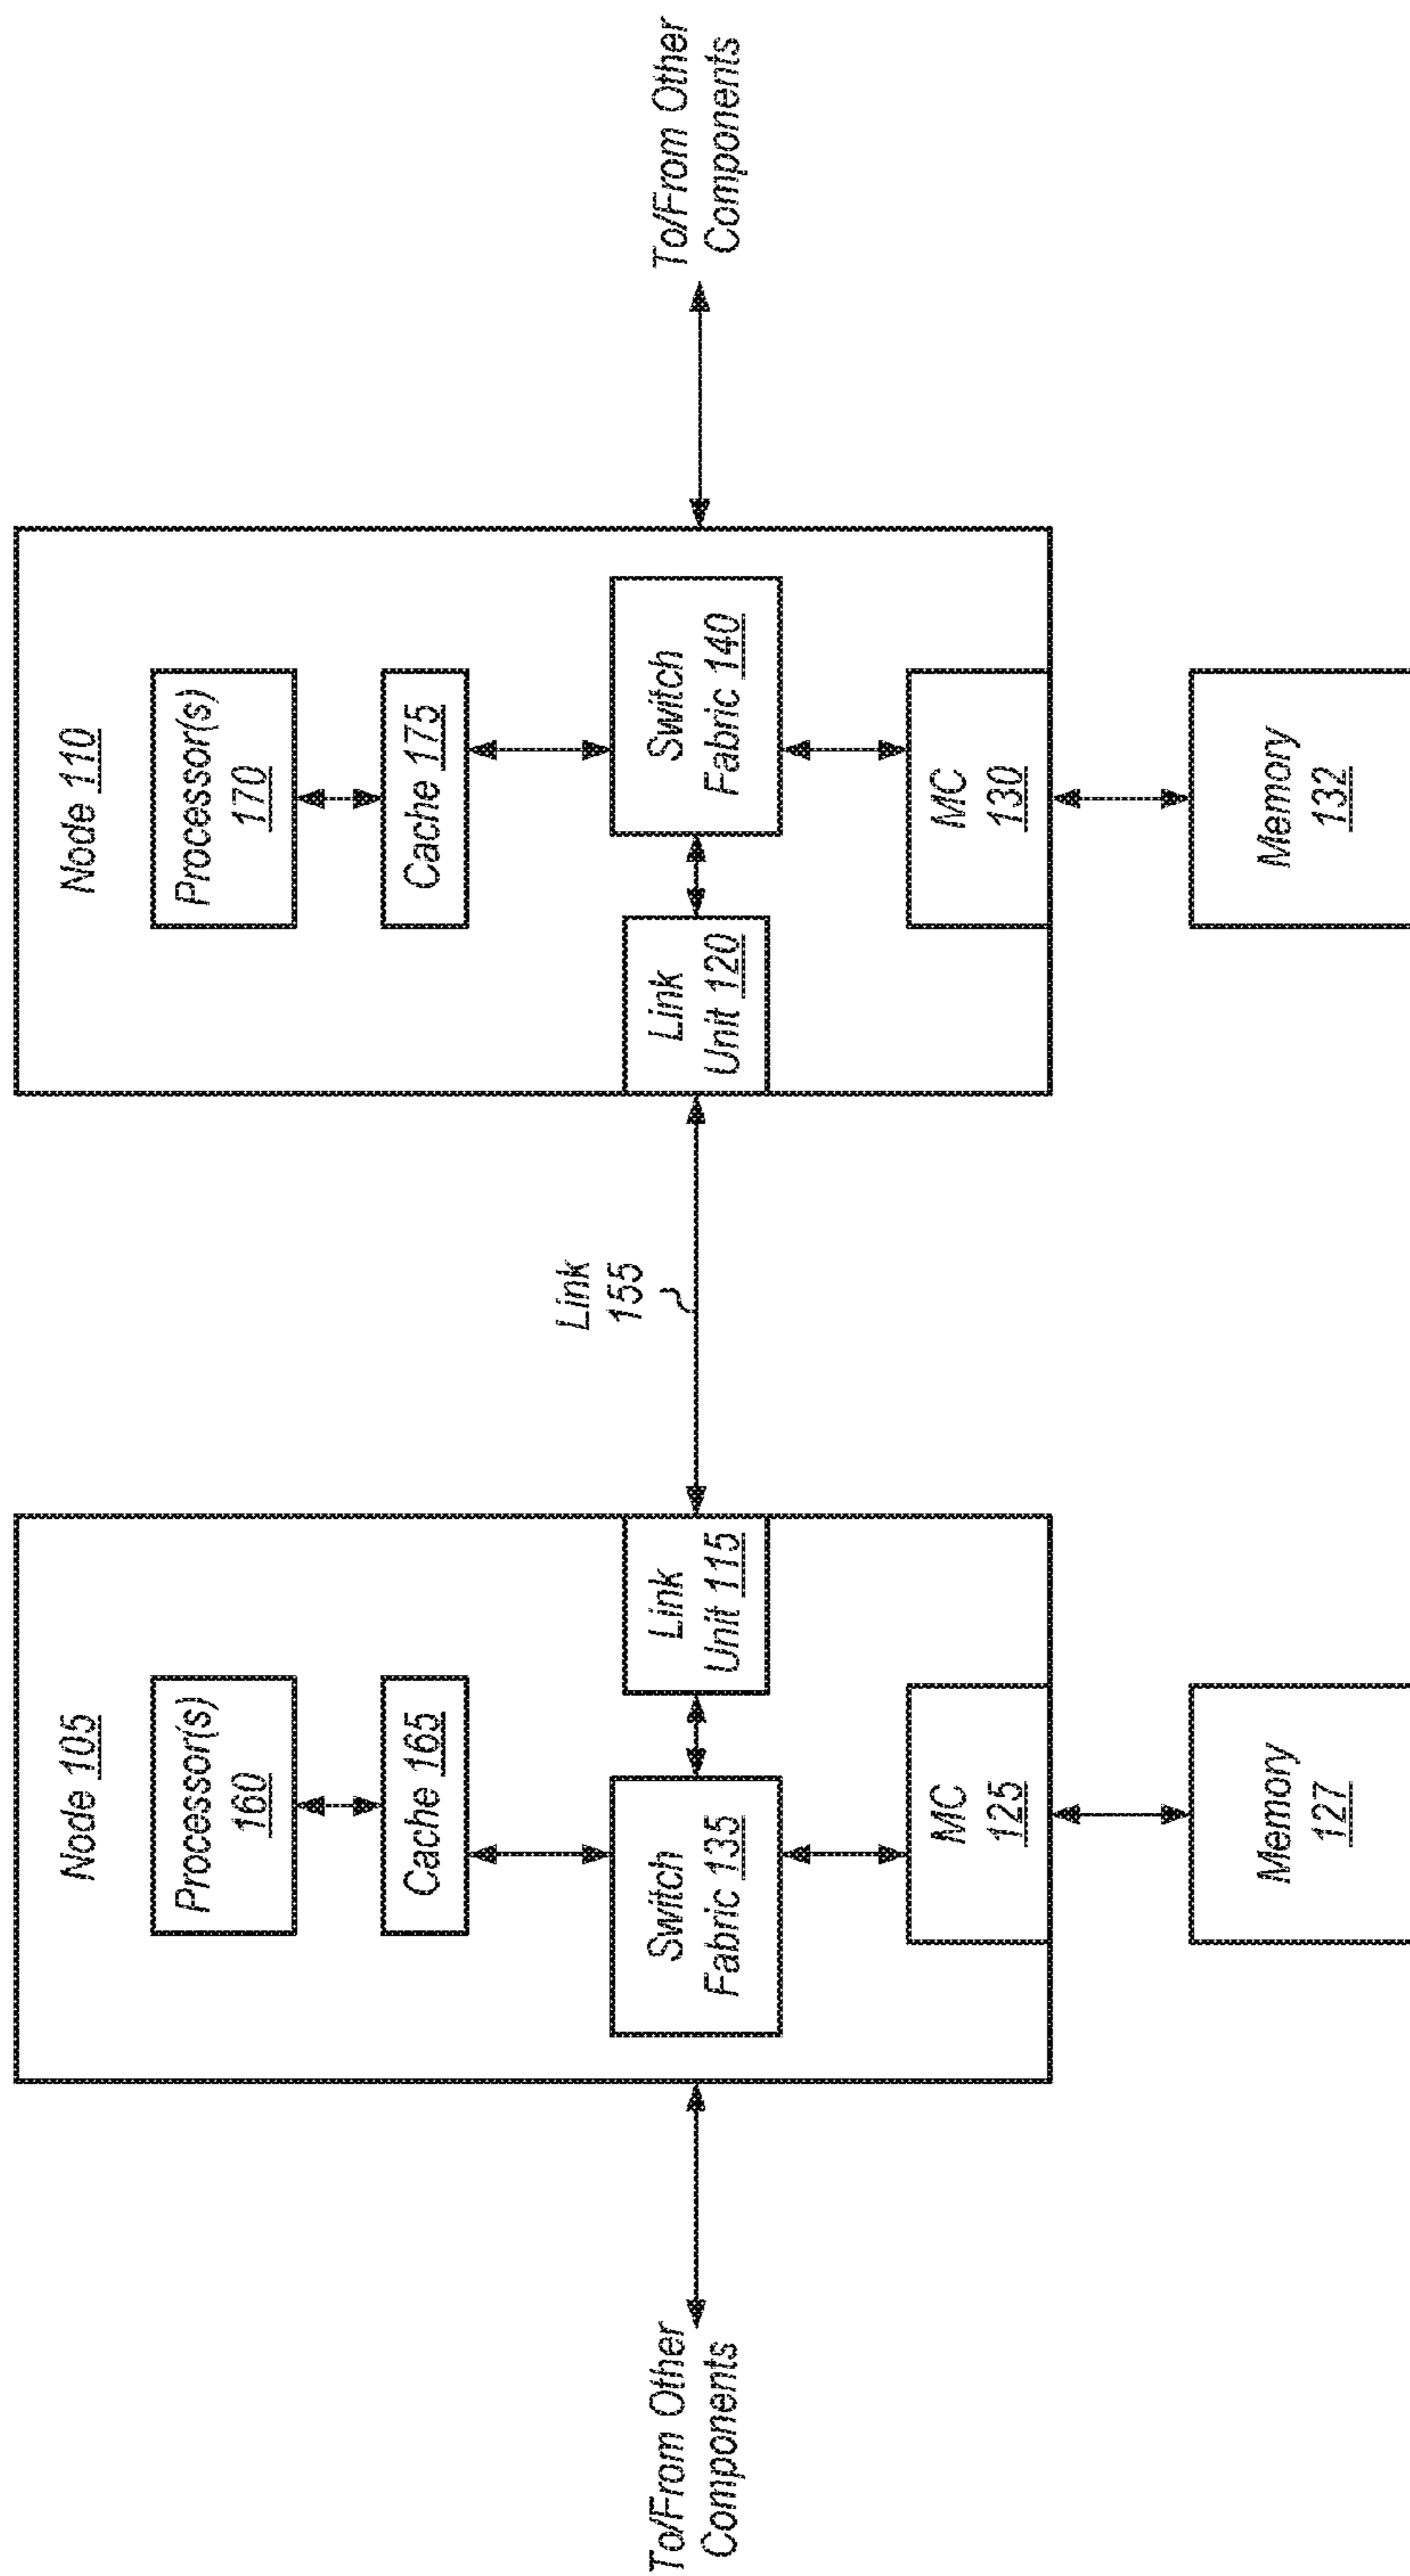 Node 105
Processor(s)
160
Cache 165
Switch
Fabric 135
Link
Unit 115
MC
125
Memory
127
To/From Other
Components
Link
155
Node 110
Processor(s)
170
Cache 175
Link
Unit 120
Switch
Fabric 140
MC
130
Memory
132
To/From Other
Components